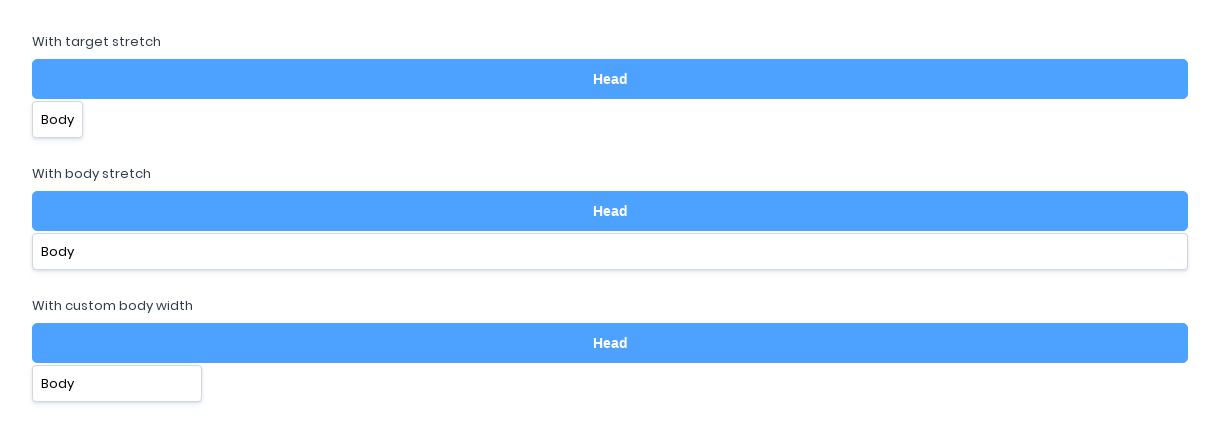 With target stretch
Head
Body
With body stretch
Head
Body
With custom body width
Head
Body